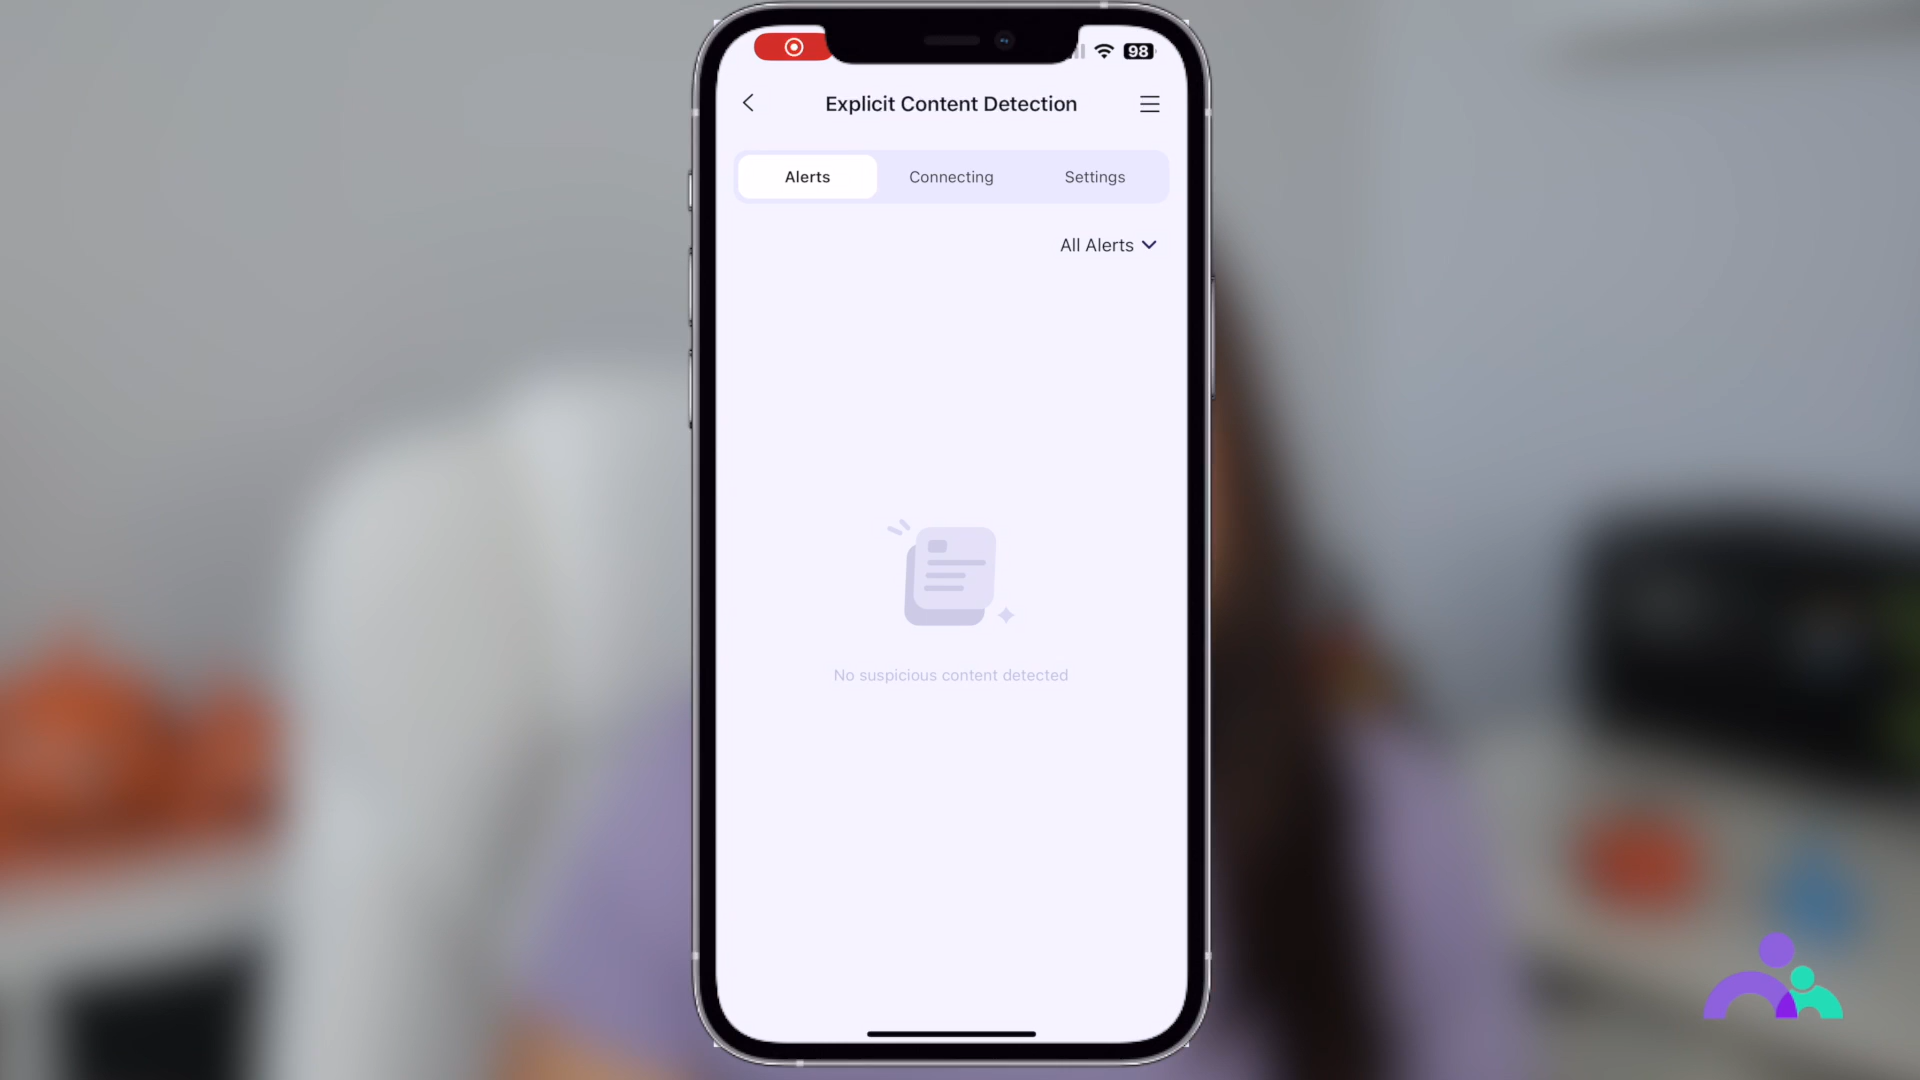 98
Explicit Content Detection
Alerts
Connecting
Settings
All Alerts
No suspicious content detected